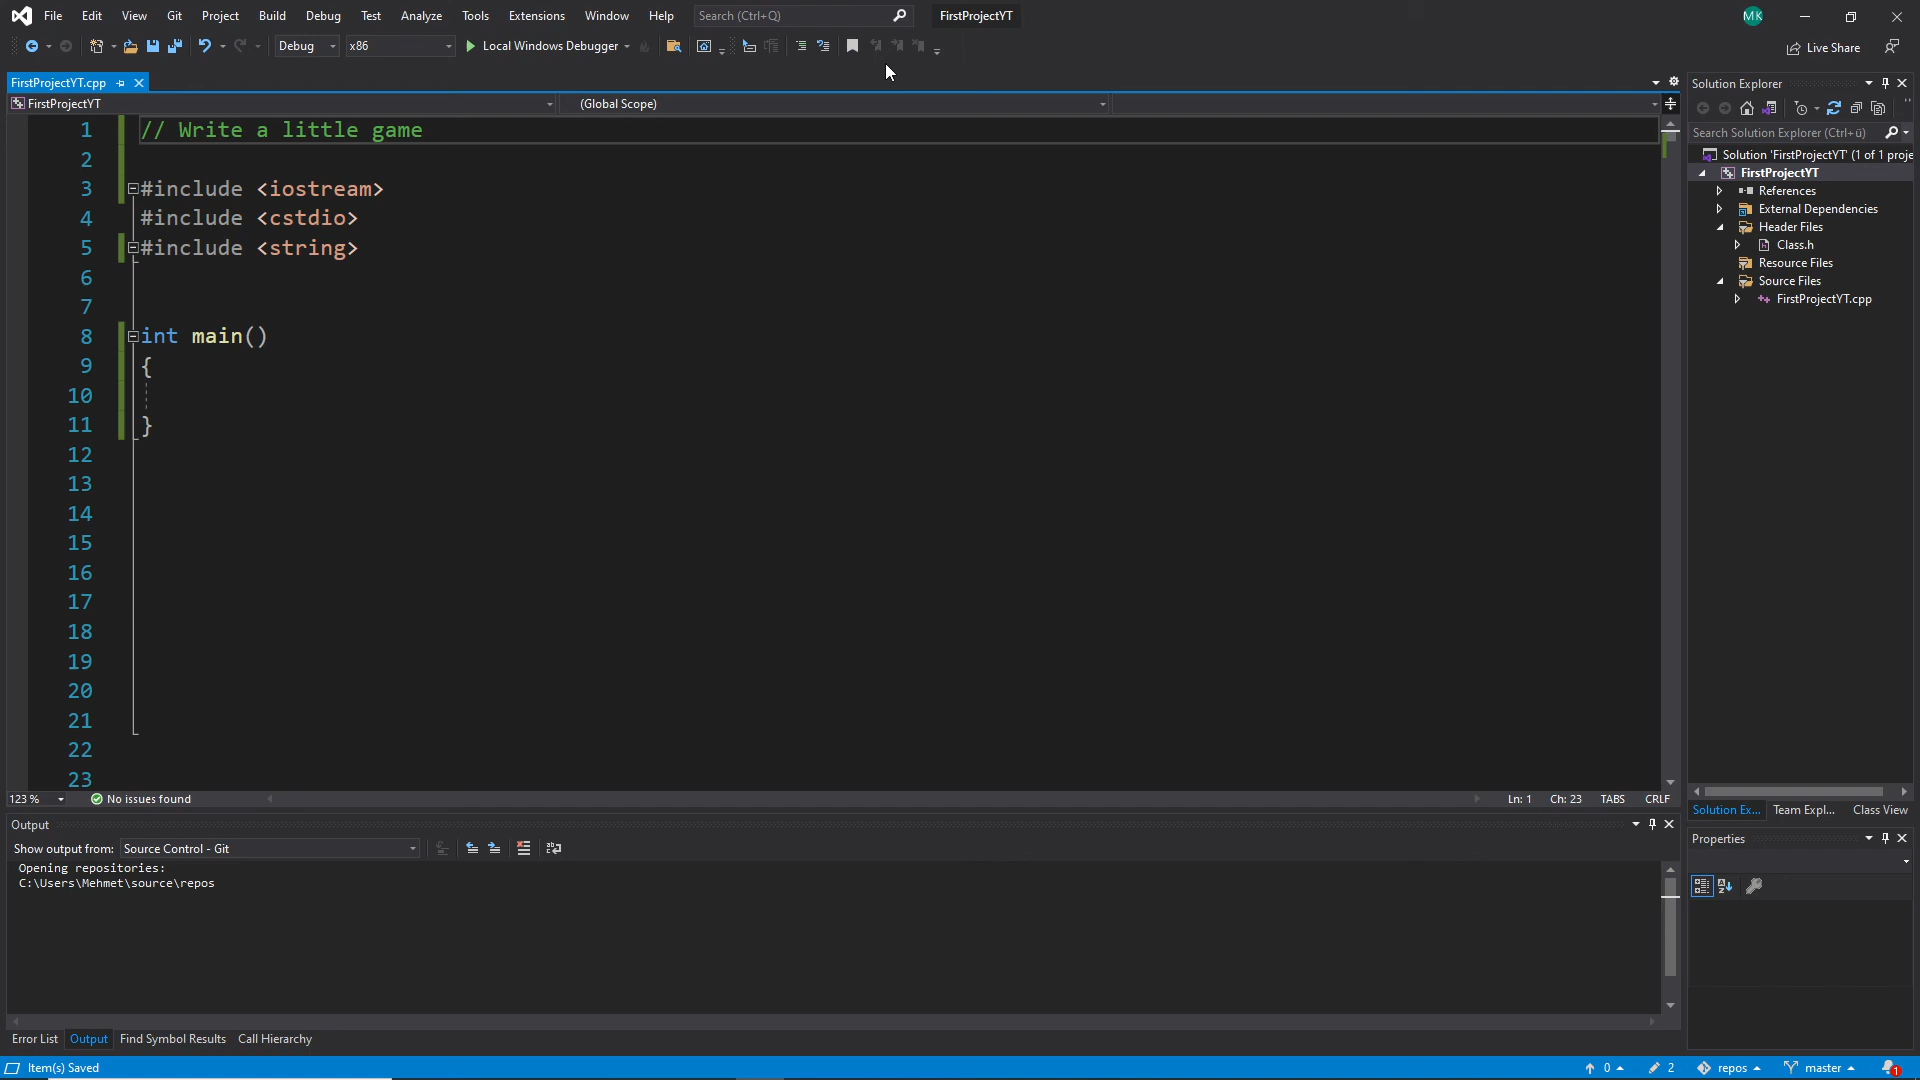 File Edit View Git Project Build Debug Test Analyze Tools Extensions Window Help Search (Ctrl+Q) FirstProjectYT MK
Debug x86 Local Windows Debugger Live Share
FirstProjectYT.cpp
FirstProjectYT (Global Scope)
1 // Write a little game
2
3 #include <iostream>
4 #include <cstdio>
5 #include <string>
6
7
8 int main()
9 {
10
11 }
12
13
14
15
16
17
18
19
20
21
22
23
123 % No issues found Ln: 1 Ch: 23 TABS CRLF
Output
Show output from: Source Control - Git
Opening repositories:
C:\Users\Mehmet\source\repos
Error List Output Find Symbol Results Call Hierarchy
Solution Explorer
Search Solution Explorer (Ctrl+ü)
Solution 'FirstProjectYT' (1 of 1 proje
FirstProjectYT
References
External Dependencies
Header Files
Class.h
Resource Files
Source Files
FirstProjectYT.cpp
Solution Ex... Team Expl... Class View
Properties
Item(s) Saved 0 2 repos master 1